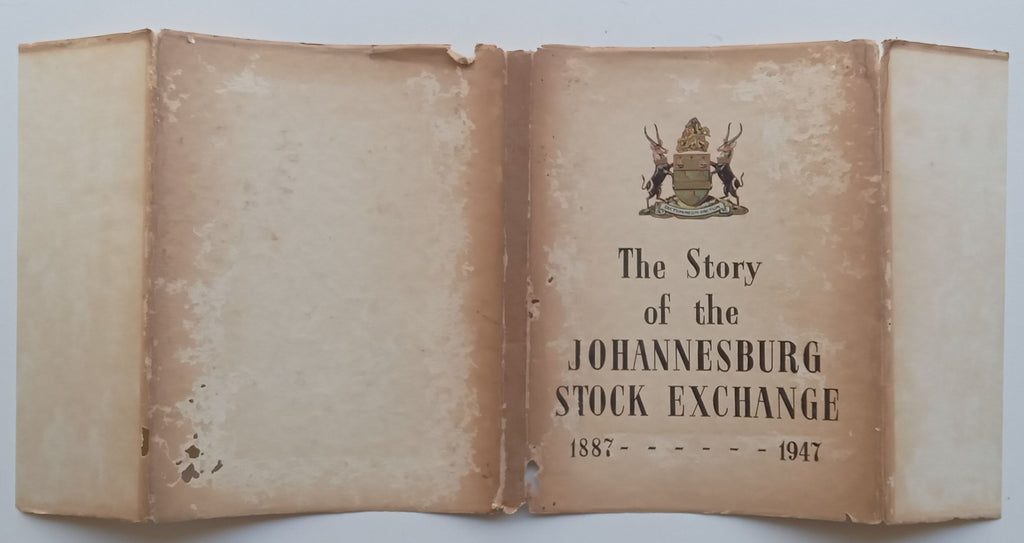 The Story
of the
JOHANNESBURG
STOCK EXCHANGE
1887- - - - - - 1947